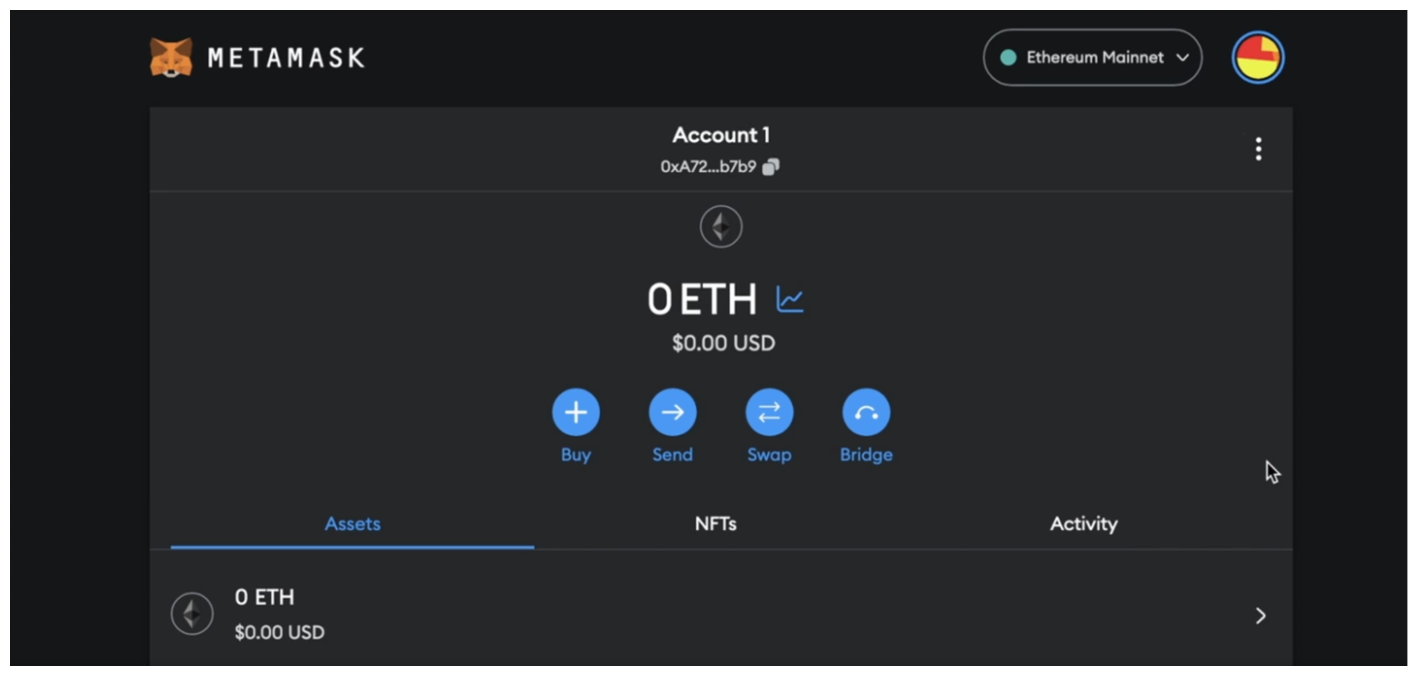 METAMASK
Ethereum Mainnet
Account 1
0xA72...b7b9
0 ETH
$0.00 USD
Buy Send Swap Bridge
Assets NFTs Activity
0 ETH
$0.00 USD